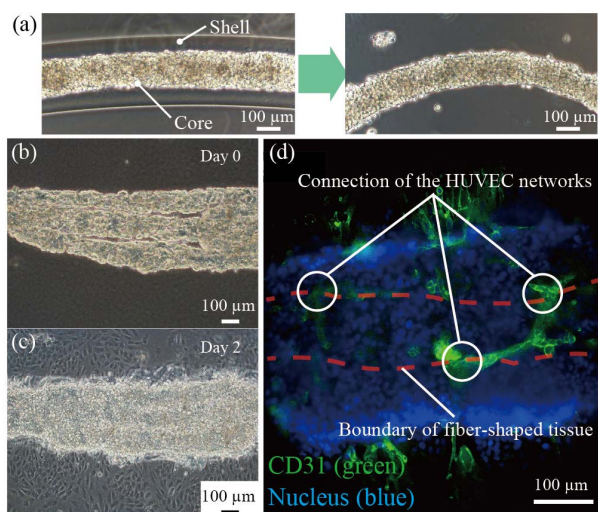 (a)
Shell
Core
100 µm
100 µm
(b)
Day 0
100 µm
(c)
Day 2
100 µm
(d)
Connection of the HUVEC networks
Boundary of fiber-shaped tissue
CD31 (green)
Nucleus (blue)
100 µm